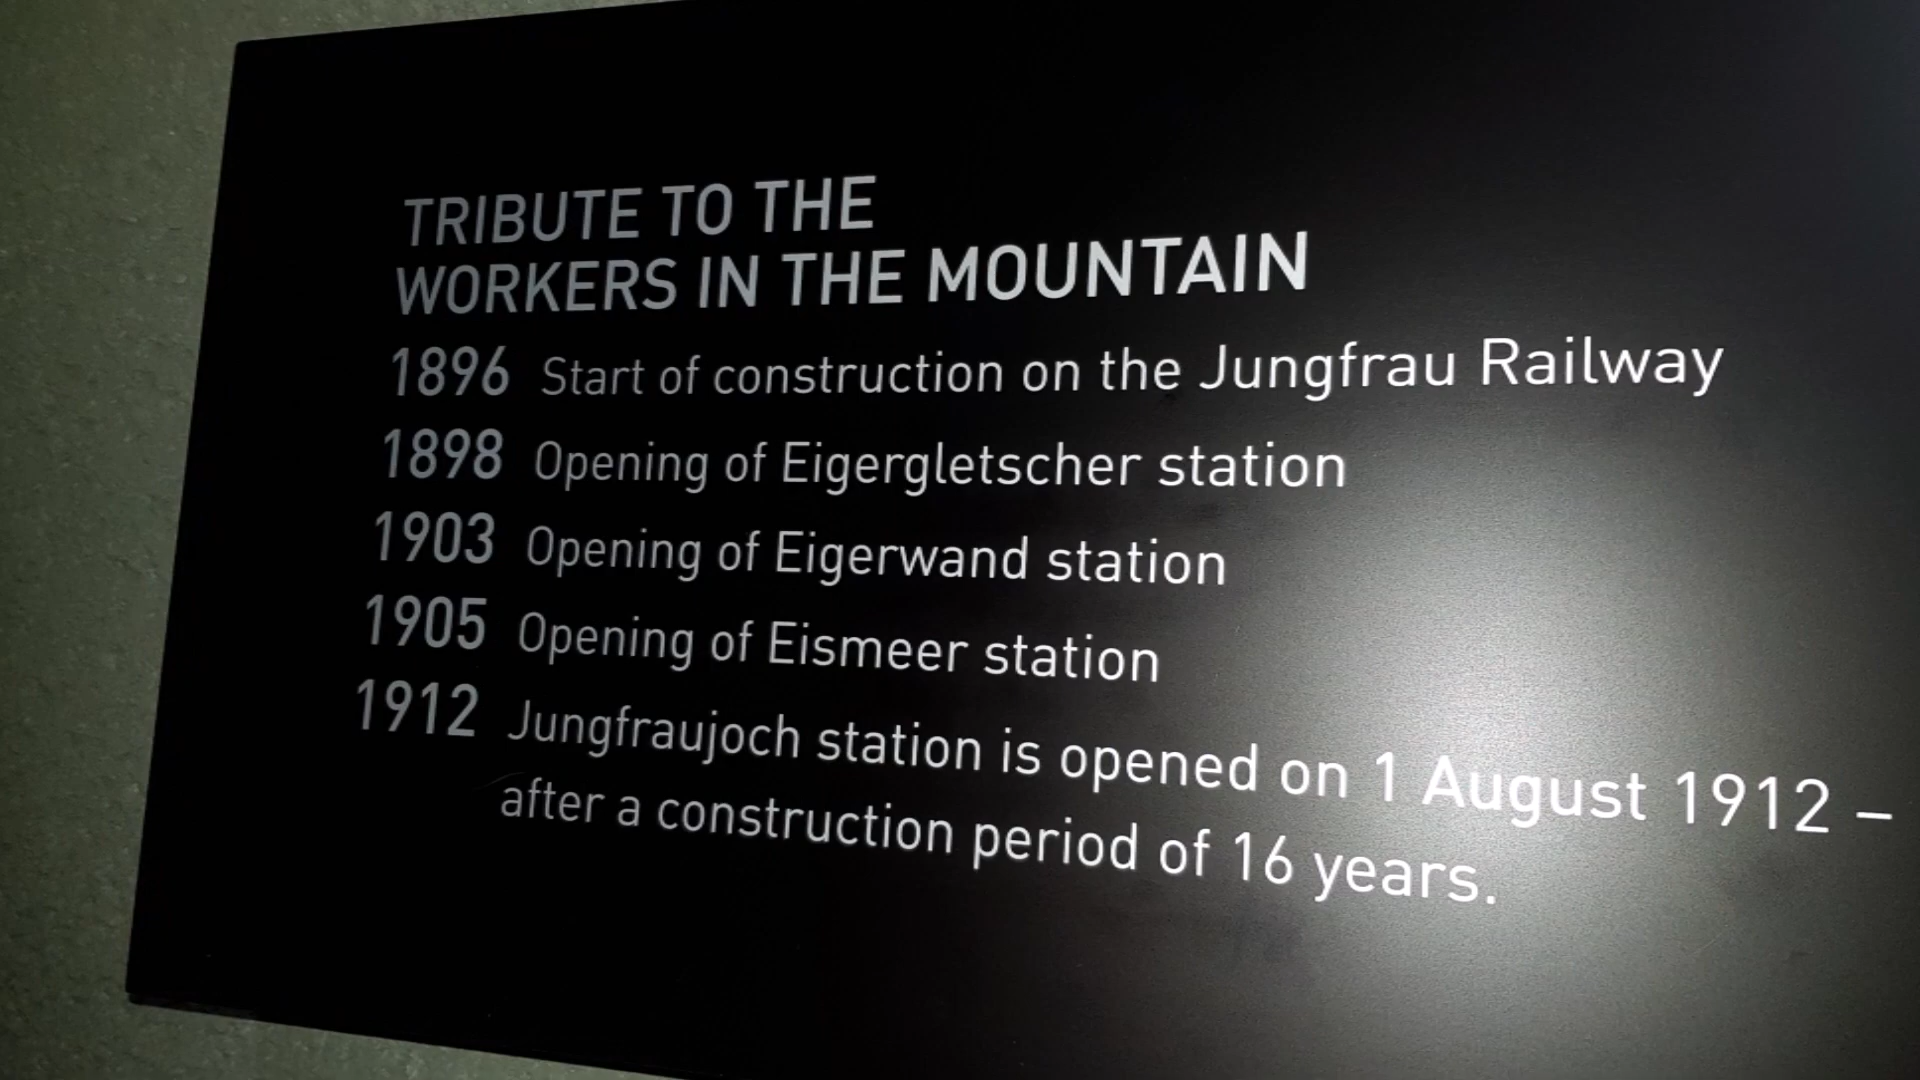 TRIBUTE TO THE
WORKERS IN THE MOUNTAIN
1896 Start of construction on the Jungfrau Railway
1898 Opening of Eigergletscher station
1903 Opening of Eigerwand station
1905 Opening of Eismeer station
1912 Jungfraujoch station is opened on 1 August 1912 –
after a construction period of 16 years.